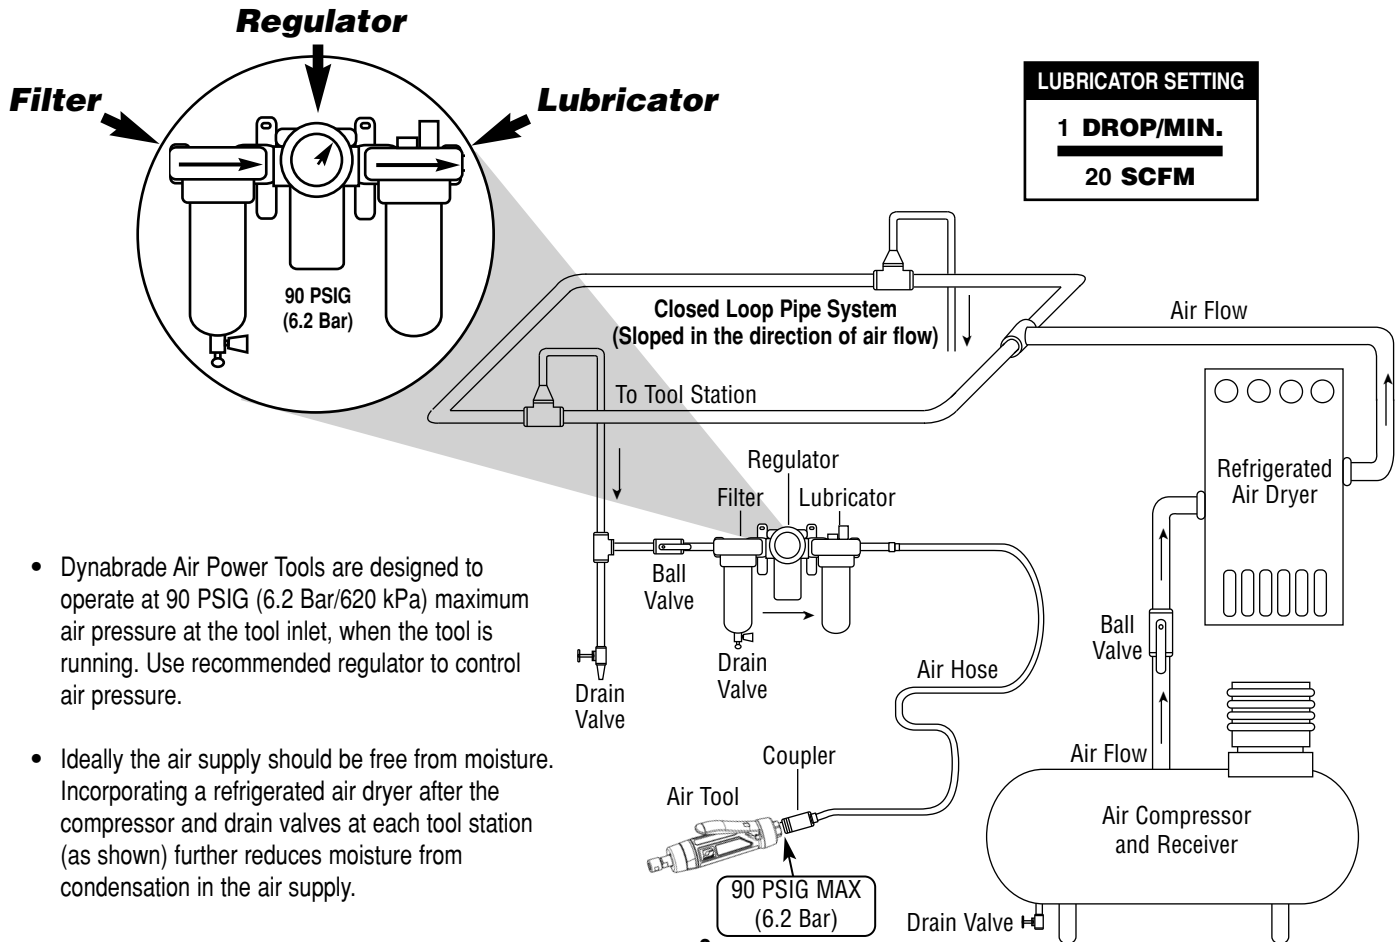 Regulator
Filter
Lubricator
90 PSIG
(6.2 Bar)
LUBRICATOR SETTING
1 DROP/MIN.
20 SCFM
Closed Loop Pipe System
(Sloped in the direction of air flow)
Air Flow
To Tool Station
Refrigerated
Air Dryer
Regulator
Filter
Lubricator
Ball
Valve
Drain
Valve
Drain
Valve
Air Hose
Ball
Valve
Air Flow
Coupler
Air Tool
90 PSIG MAX
(6.2 Bar)
Air Compressor
and Receiver
Drain Valve
• Dynabrade Air Power Tools are designed to
operate at 90 PSIG (6.2 Bar/620 kPa) maximum
air pressure at the tool inlet, when the tool is
running. Use recommended regulator to control
air pressure.
• Ideally the air supply should be free from moisture.
Incorporating a refrigerated air dryer after the
compressor and drain valves at each tool station
(as shown) further reduces moisture from
condensation in the air supply.
•